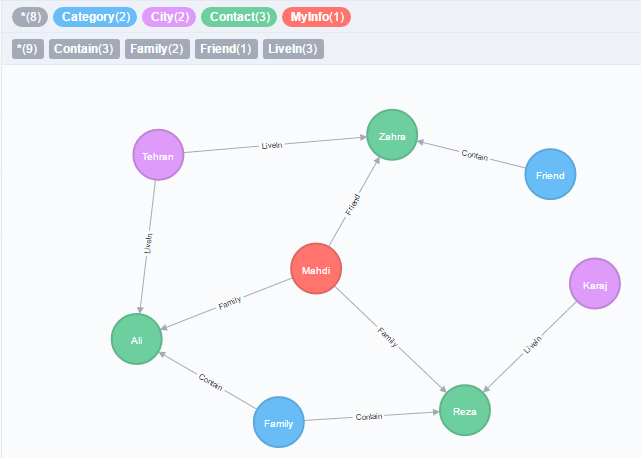 *(8) Category(2) City(2) Contact(3) MyInfo(1)
*(9) Contain(3) Family(2) Friend(1) LiveIn(3)
Zahra
LiveIn
Tehran
Contain
Friend
Friend
LiveIn
Mahdi
Karaj
Family
Family
Ali
LiveIn
Contain
Reza
Contain
Family